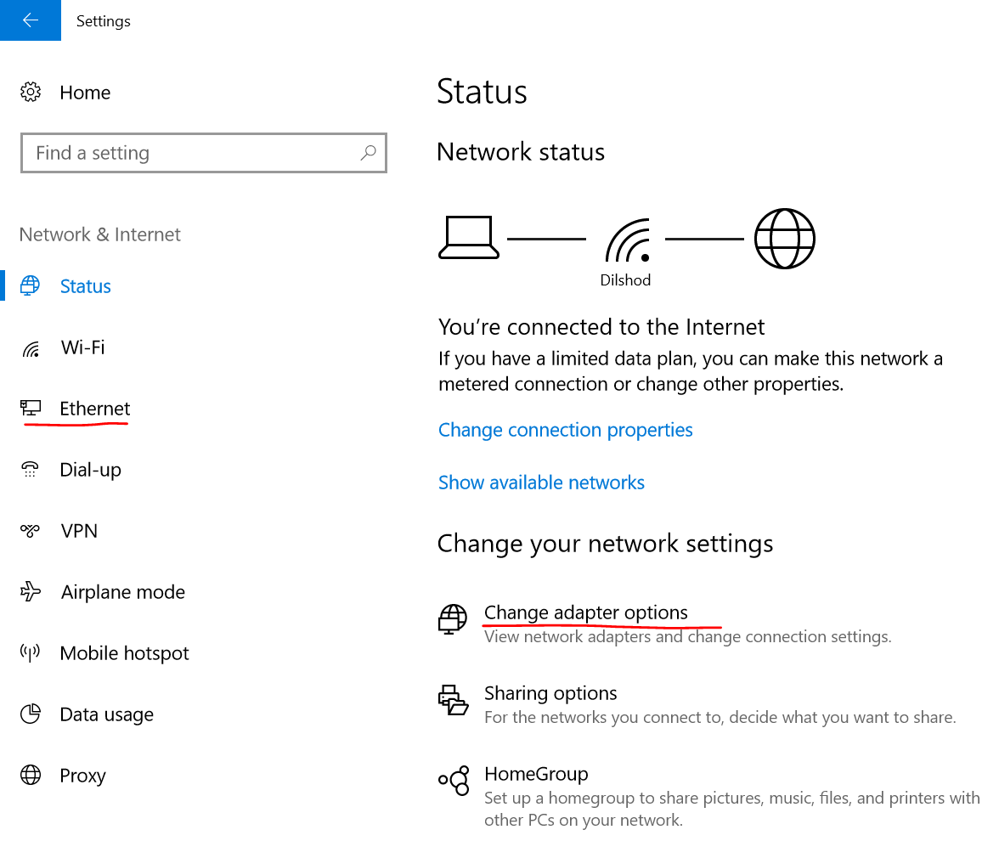 Settings
Home
Find a setting
Network & Internet
Status
Wi-Fi
Ethernet
Dial-up
VPN
Airplane mode
Mobile hotspot
Data usage
Proxy
Status
Network status
Dilshod
You’re connected to the Internet
If you have a limited data plan, you can make this network a
metered connection or change other properties.
Change connection properties
Show available networks
Change your network settings
Change adapter options
View network adapters and change connection settings.
Sharing options
For the networks you connect to, decide what you want to share.
HomeGroup
Set up a homegroup to share pictures, music, files, and printers with
other PCs on your network.